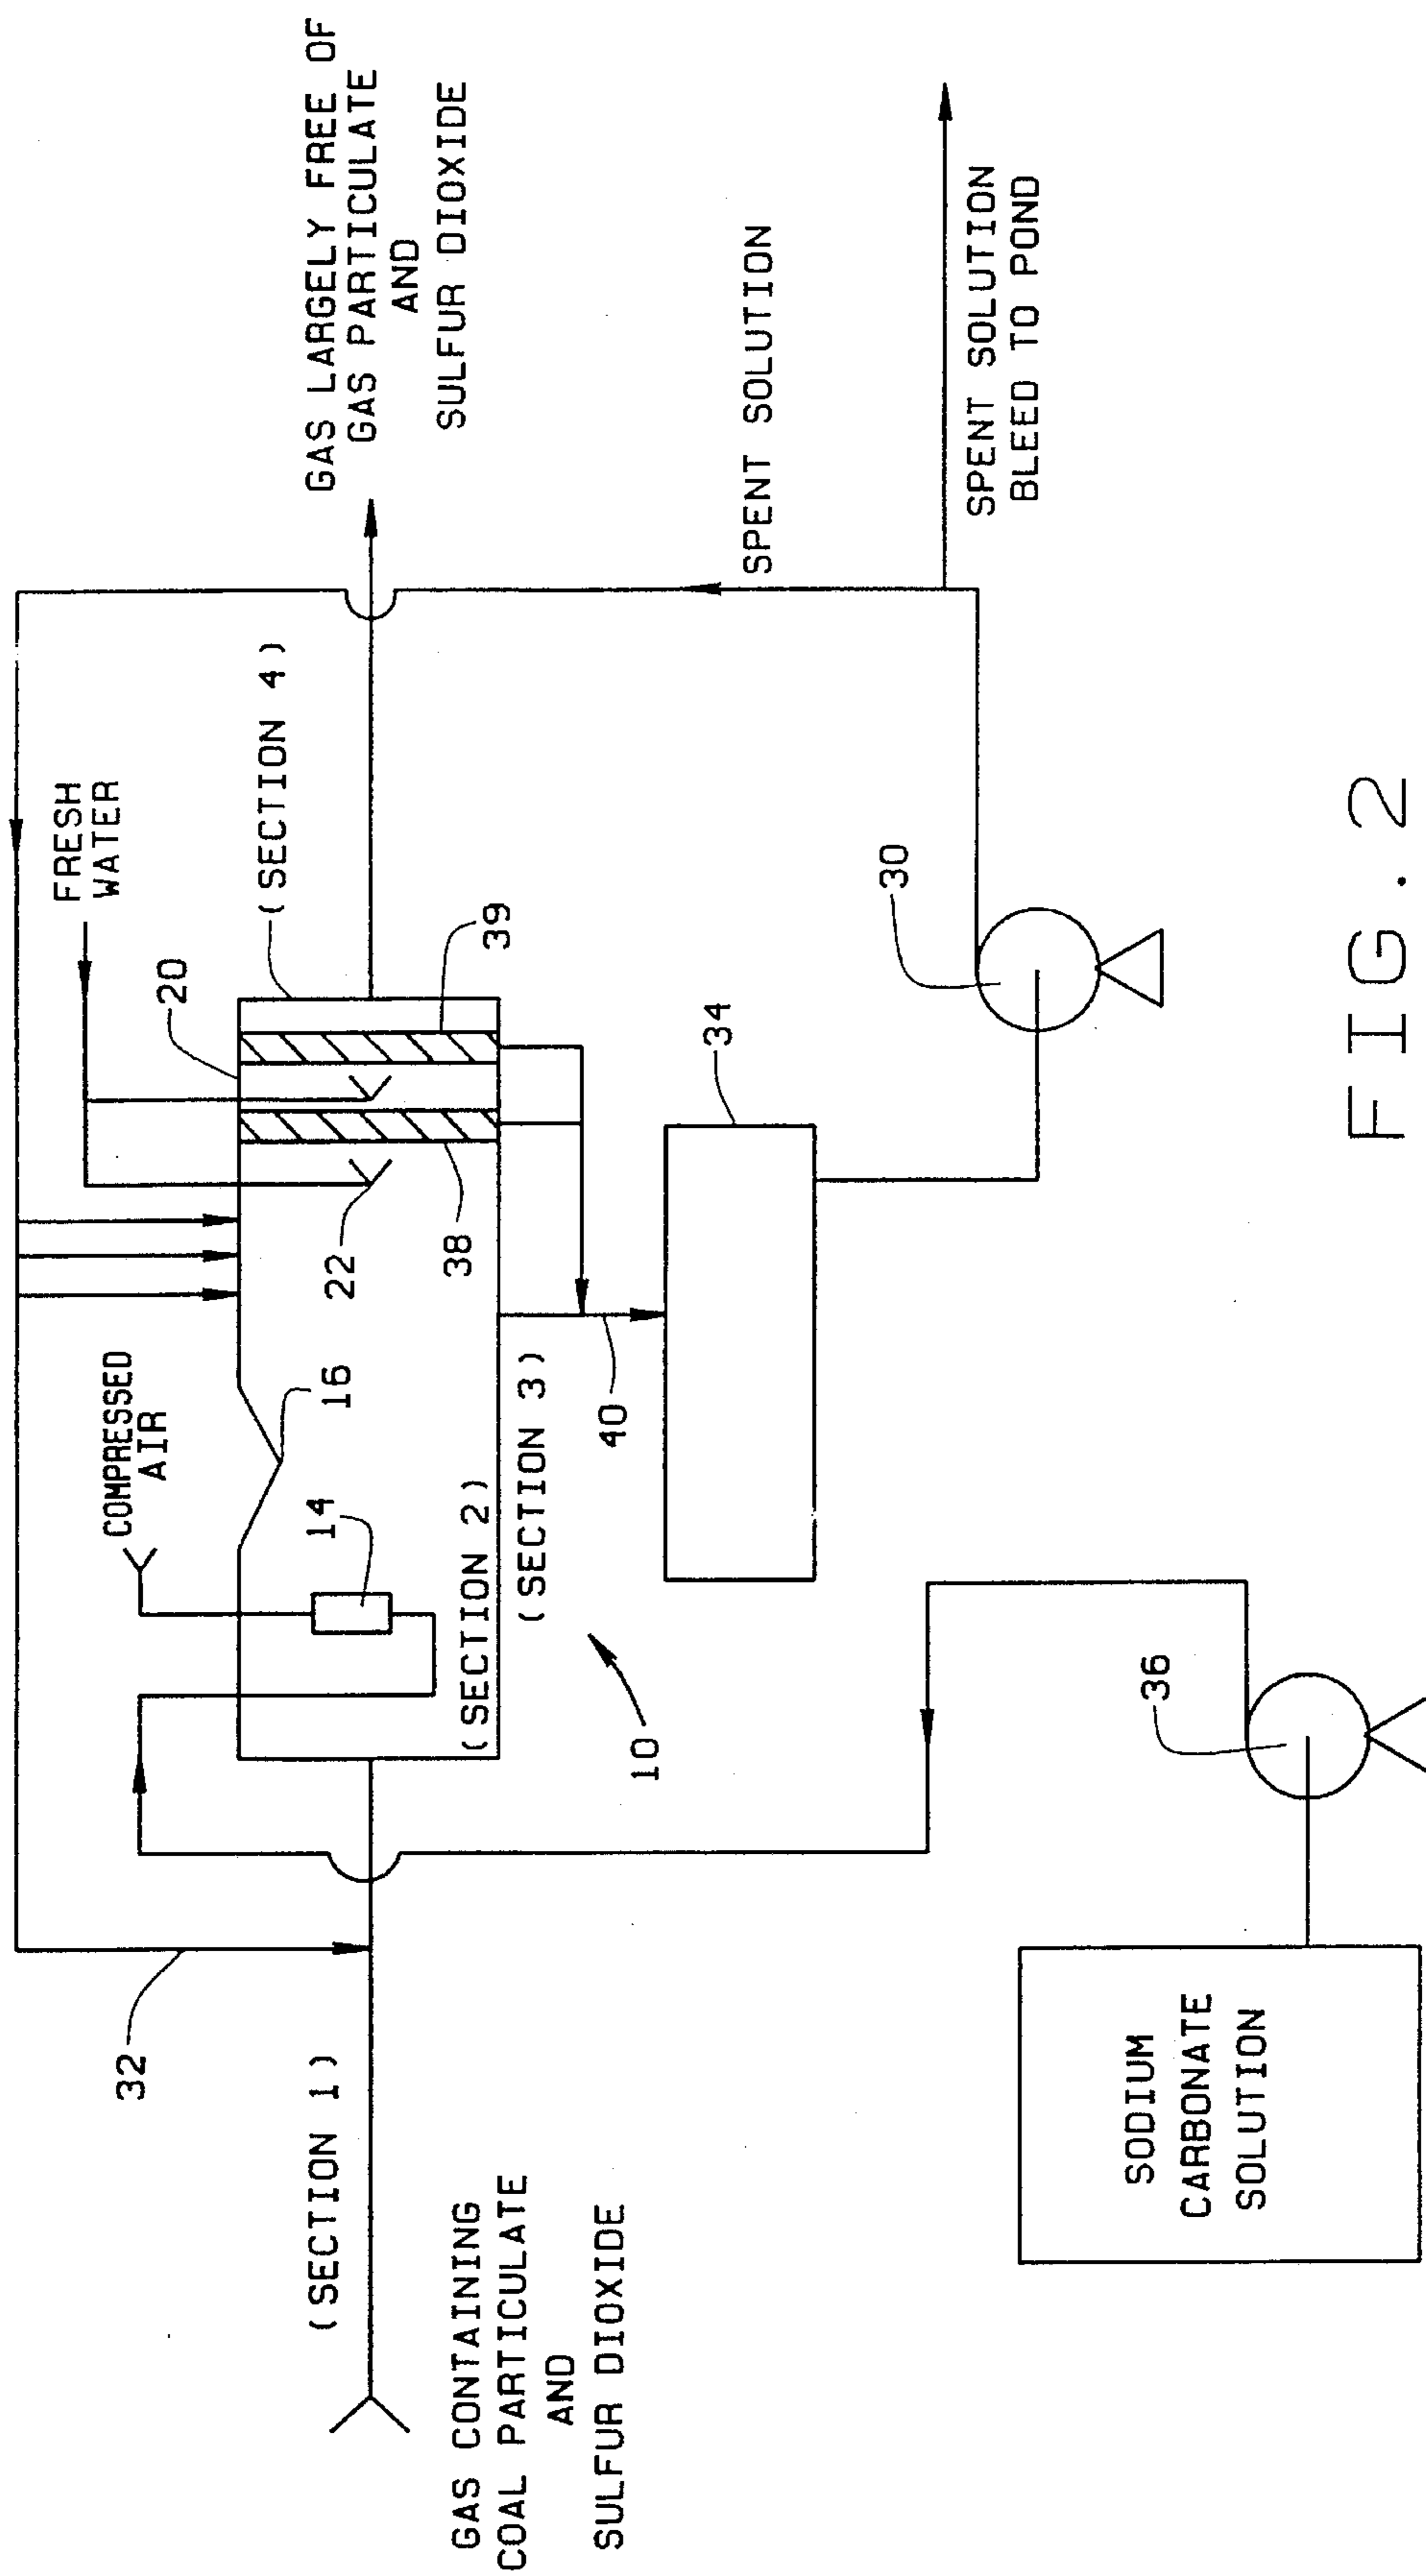 FRESH
WATER
COMPRESSED
AIR
20
(SECTION 4)
GAS LARGELY FREE OF
GAS PARTICULATE
AND
SULFUR DIOXIDE
32
(SECTION 1)
14
16
22
38
39
GAS CONTAINING
COAL PARTICULATE
AND
SULFUR DIOXIDE
(SECTION 2)
(SECTION 3)
10
40
34
SPENT SOLUTION
30
SPENT SOLUTION
BLEED TO POND
36
SODIUM
CARBONATE
SOLUTION
FIG.2